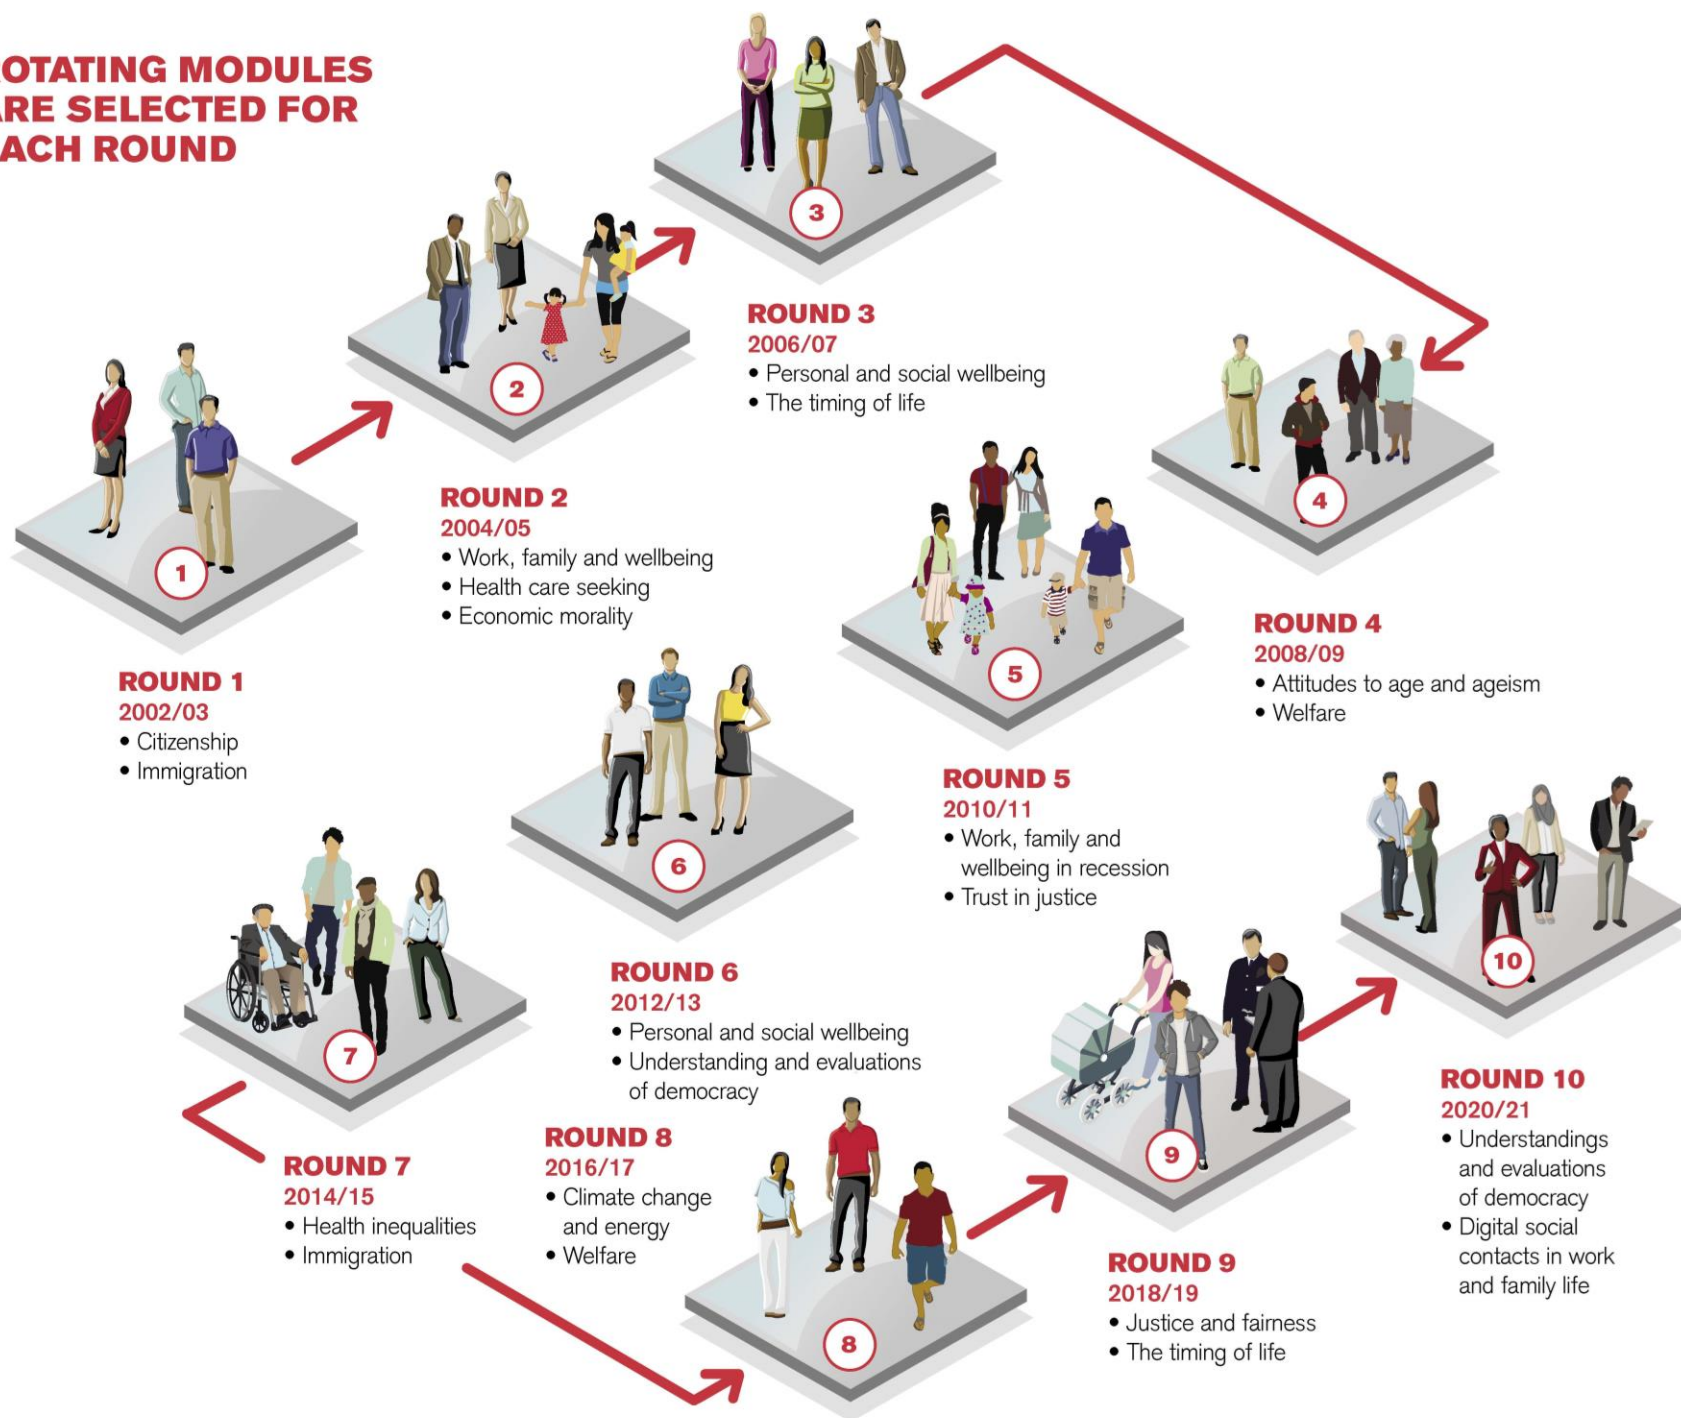 ROTATING MODULES
ARE SELECTED FOR
ACH ROUND
1
ROUND 1
2002/03
• Citizenship
• Immigration
2
ROUND 2
2004/05
• Work, family and wellbeing
• Health care seeking
• Economic morality
3
ROUND 3
2006/07
• Personal and social wellbeing
• The timing of life
4
ROUND 4
2008/09
• Attitudes to age and ageism
• Welfare
5
ROUND 5
2010/11
• Work, family and
wellbeing in recession
• Trust in justice
6
ROUND 6
2012/13
• Personal and social wellbeing
• Understanding and evaluations
of democracy
7
ROUND 7
2014/15
• Health inequalities
• Immigration
8
ROUND 8
2016/17
• Climate change
and energy
• Welfare
9
ROUND 9
2018/19
• Justice and fairness
• The timing of life
10
ROUND 10
2020/21
• Understandings
and evaluations
of democracy
• Digital social
contacts in work
and family life